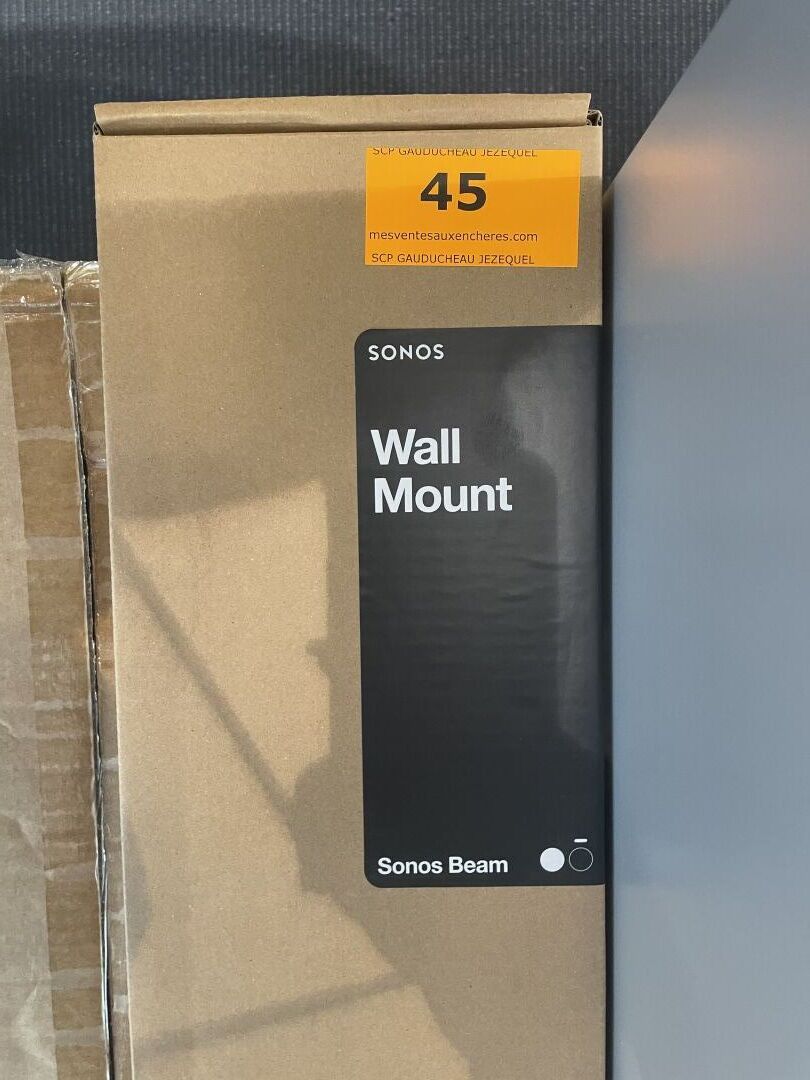 SCP GAUDUCHEAU JEZEQUEL
45
mesventesauxencheres.com
SCP GAUDUCHEAU JEZEQUEL
SONOS
Wall
Mount
Sonos Beam